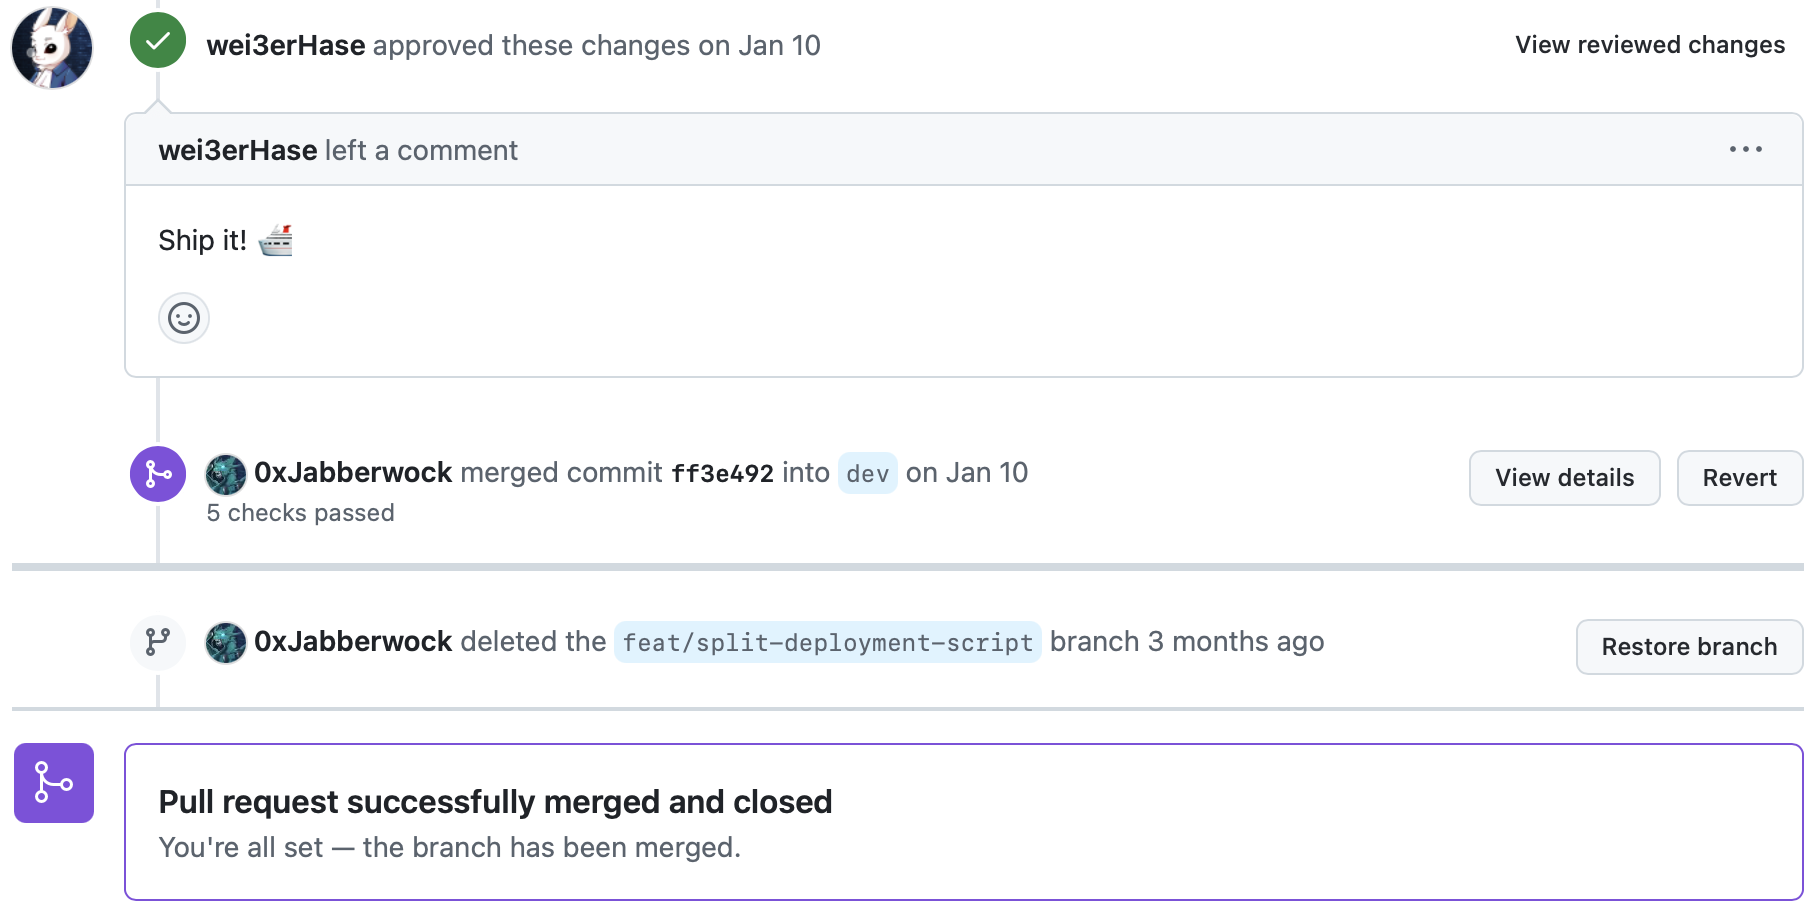 wei3erHase approved these changes on Jan 10
View reviewed changes
wei3erHase left a comment
Ship it! 🚢
0xJabberwock merged commit ff3e492 into dev on Jan 10
View details
Revert
5 checks passed
0xJabberwock deleted the feat/split-deployment-script branch 3 months ago
Restore branch
Pull request successfully merged and closed
You're all set — the branch has been merged.